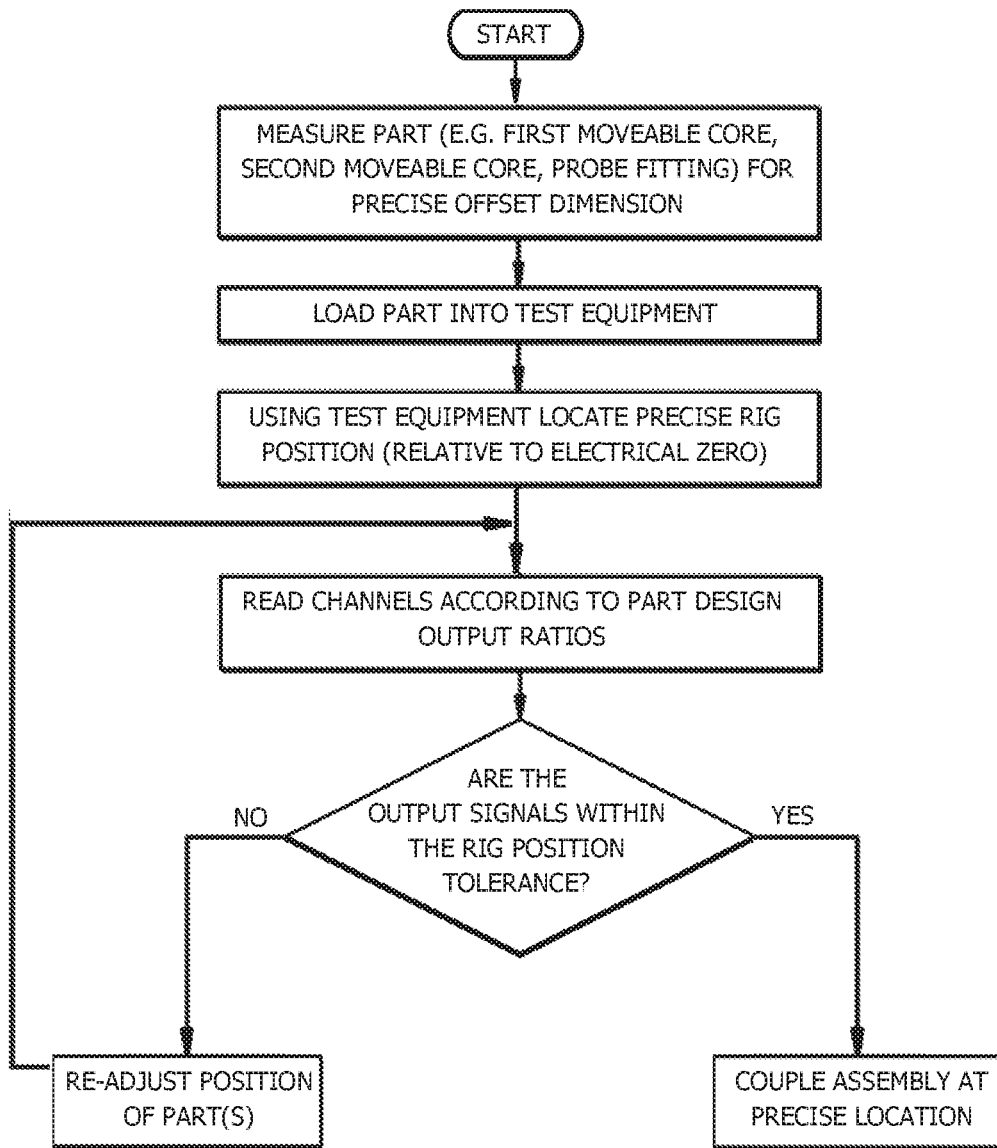 START
MEASURE PART (E.G. FIRST MOVEABLE CORE,
SECOND MOVEABLE CORE, PROBE FITTING) FOR
PRECISE OFFSET DIMENSION
LOAD PART INTO TEST EQUIPMENT
USING TEST EQUIPMENT LOCATE PRECISE RIG
POSITION (RELATIVE TO ELECTRICAL ZERO)
READ CHANNELS ACCORDING TO PART DESIGN
OUTPUT RATIOS
ARE THE
OUTPUT SIGNALS WITHIN
THE RIG POSITION
TOLERANCE?
NO
YES
RE-ADJUST POSITION
OF PART(S)
COUPLE ASSEMBLY AT
PRECISE LOCATION